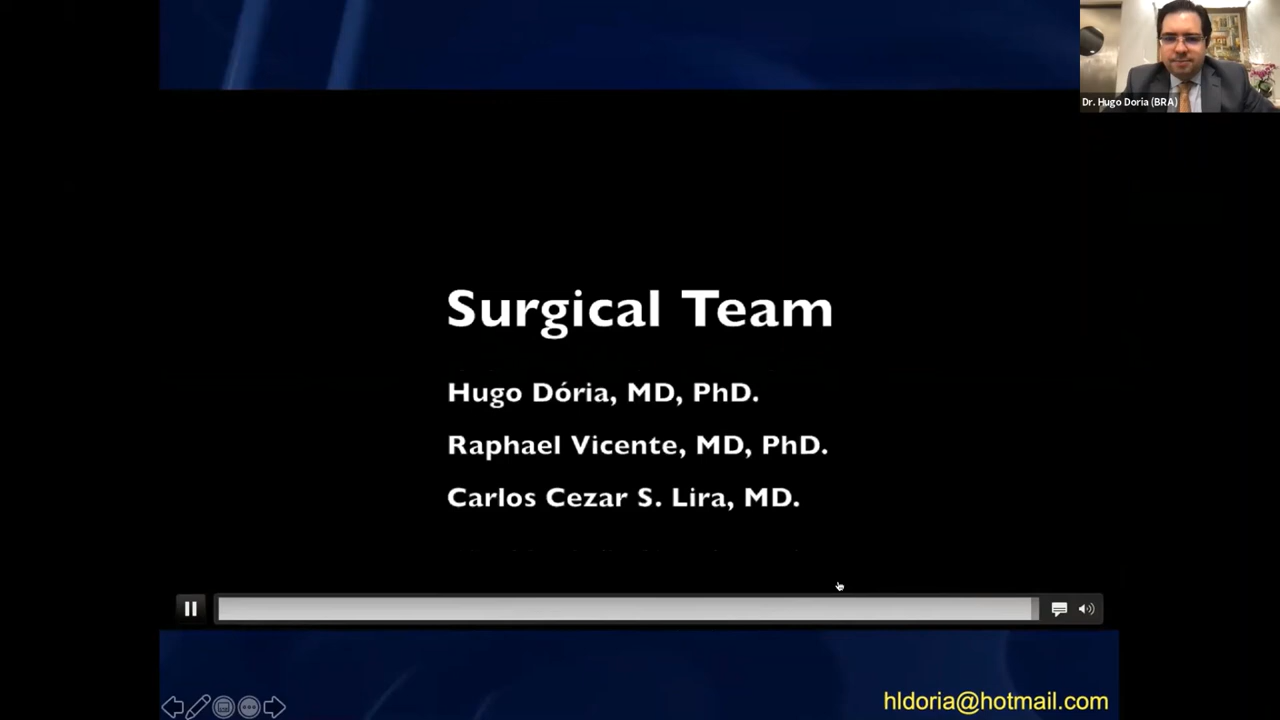 Dr. Hugo Doria (BRA)
Surgical Team
Hugo Dória, MD, PhD.
Raphael Vicente, MD, PhD.
Carlos Cezar S. Lira, MD.
hldoria@hotmail.com